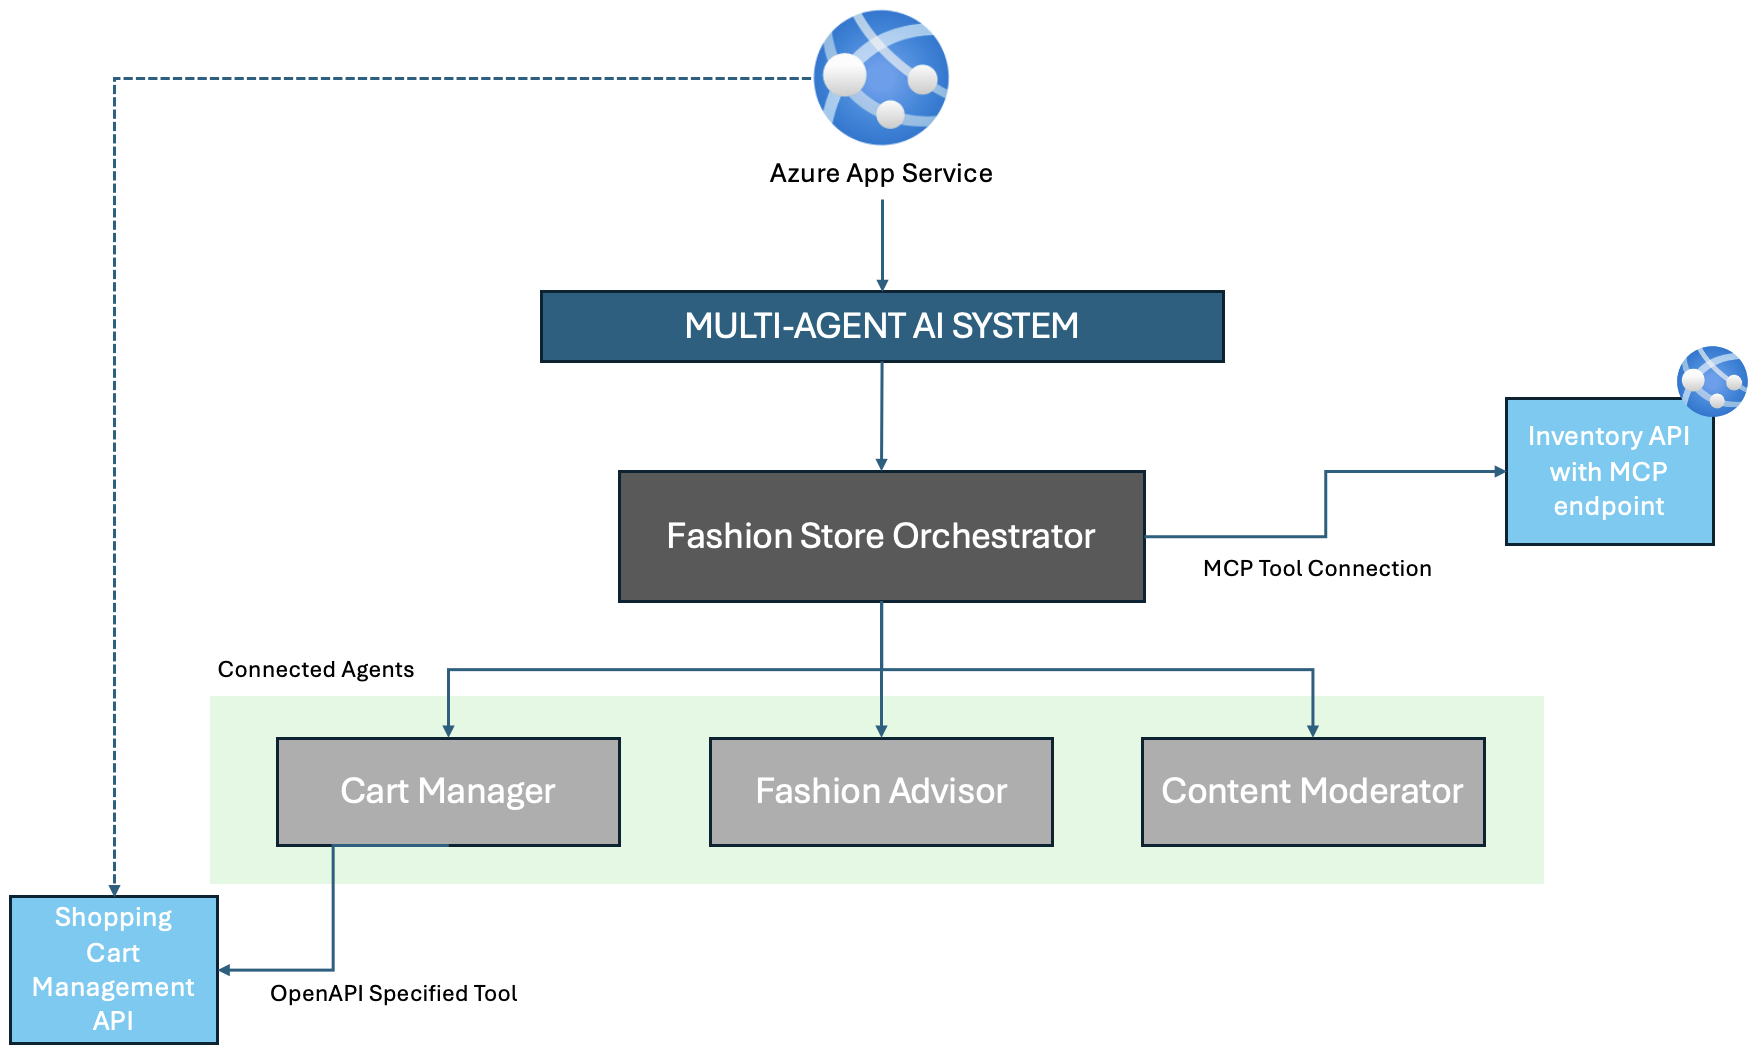 Azure App Service
MULTI-AGENT AI SYSTEM
Inventory API
with MCP
endpoint
Fashion Store Orchestrator
MCP Tool Connection
Connected Agents
Cart Manager
Fashion Advisor
Content Moderator
Shopping
Cart
Management
API
OpenAPI Specified Tool